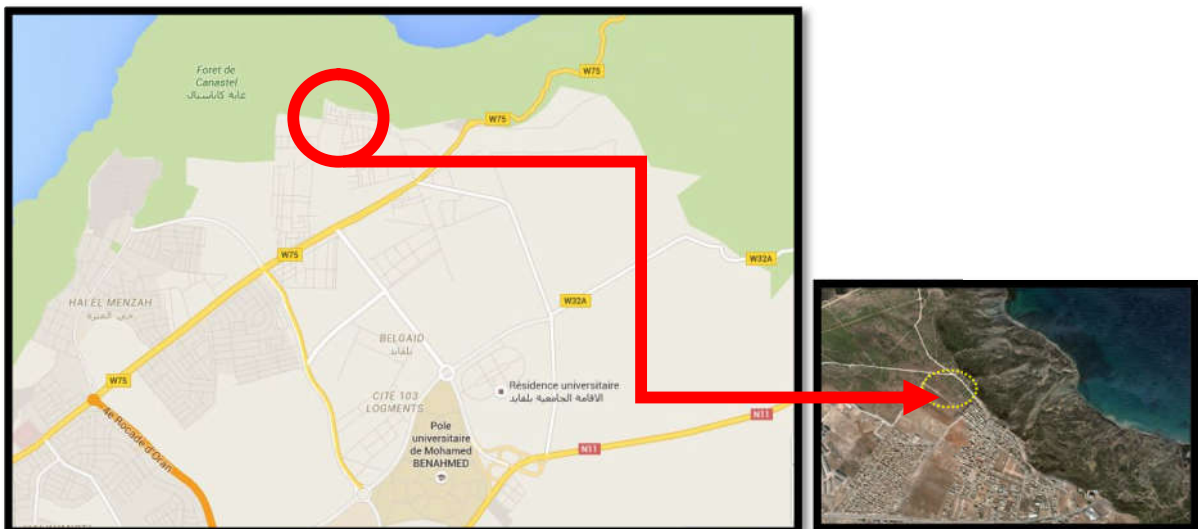 Foret de
Canastel
غابة كاناستال
W75
W75
W75
W32A
HAI EL MENZAH
حي المنزة
W32A
BELGAID
بلقايد
W75
CITE 103
LOGMENTS
Résidence universitaire
الاقامة الجامعية بلقايد
4e Rocade d'Oran
Pole
universitaire
de Mohamed
BENAHMED
N11
N11